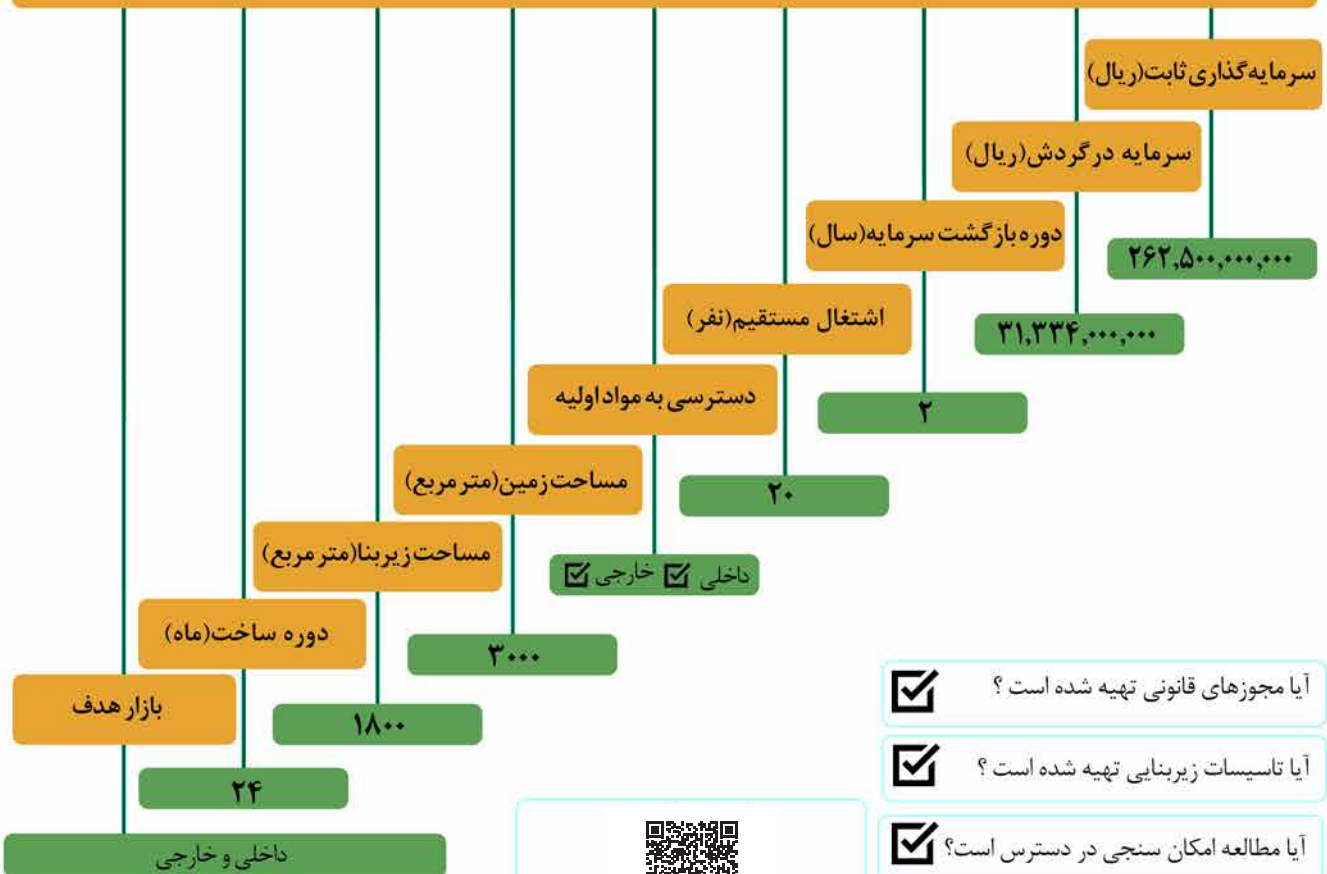 سرمایه‌گذاری ثابت(ریال)
۲۶۲,۵۰۰,۰۰۰,۰۰۰
سرمایه در گردش(ریال)
۳۱,۳۳۴,۰۰۰,۰۰۰
دوره بازگشت سرمایه(سال)
۲
اشتغال مستقیم(نفر)
۲۰
دسترسی به مواد اولیه
داخلی ☑ خارجی ☑
مساحت زمین(متر مربع)
۳۰۰۰
مساحت زیربنا(متر مربع)
۱۸۰۰
دوره ساخت(ماه)
۲۴
بازار هدف
داخلی و خارجی
آیا مجوزهای قانونی تهیه شده است ؟ ☑
آیا تاسیسات زیربنایی تهیه شده است ؟ ☑
آیا مطالعه امکان سنجی در دسترس است؟ ☑